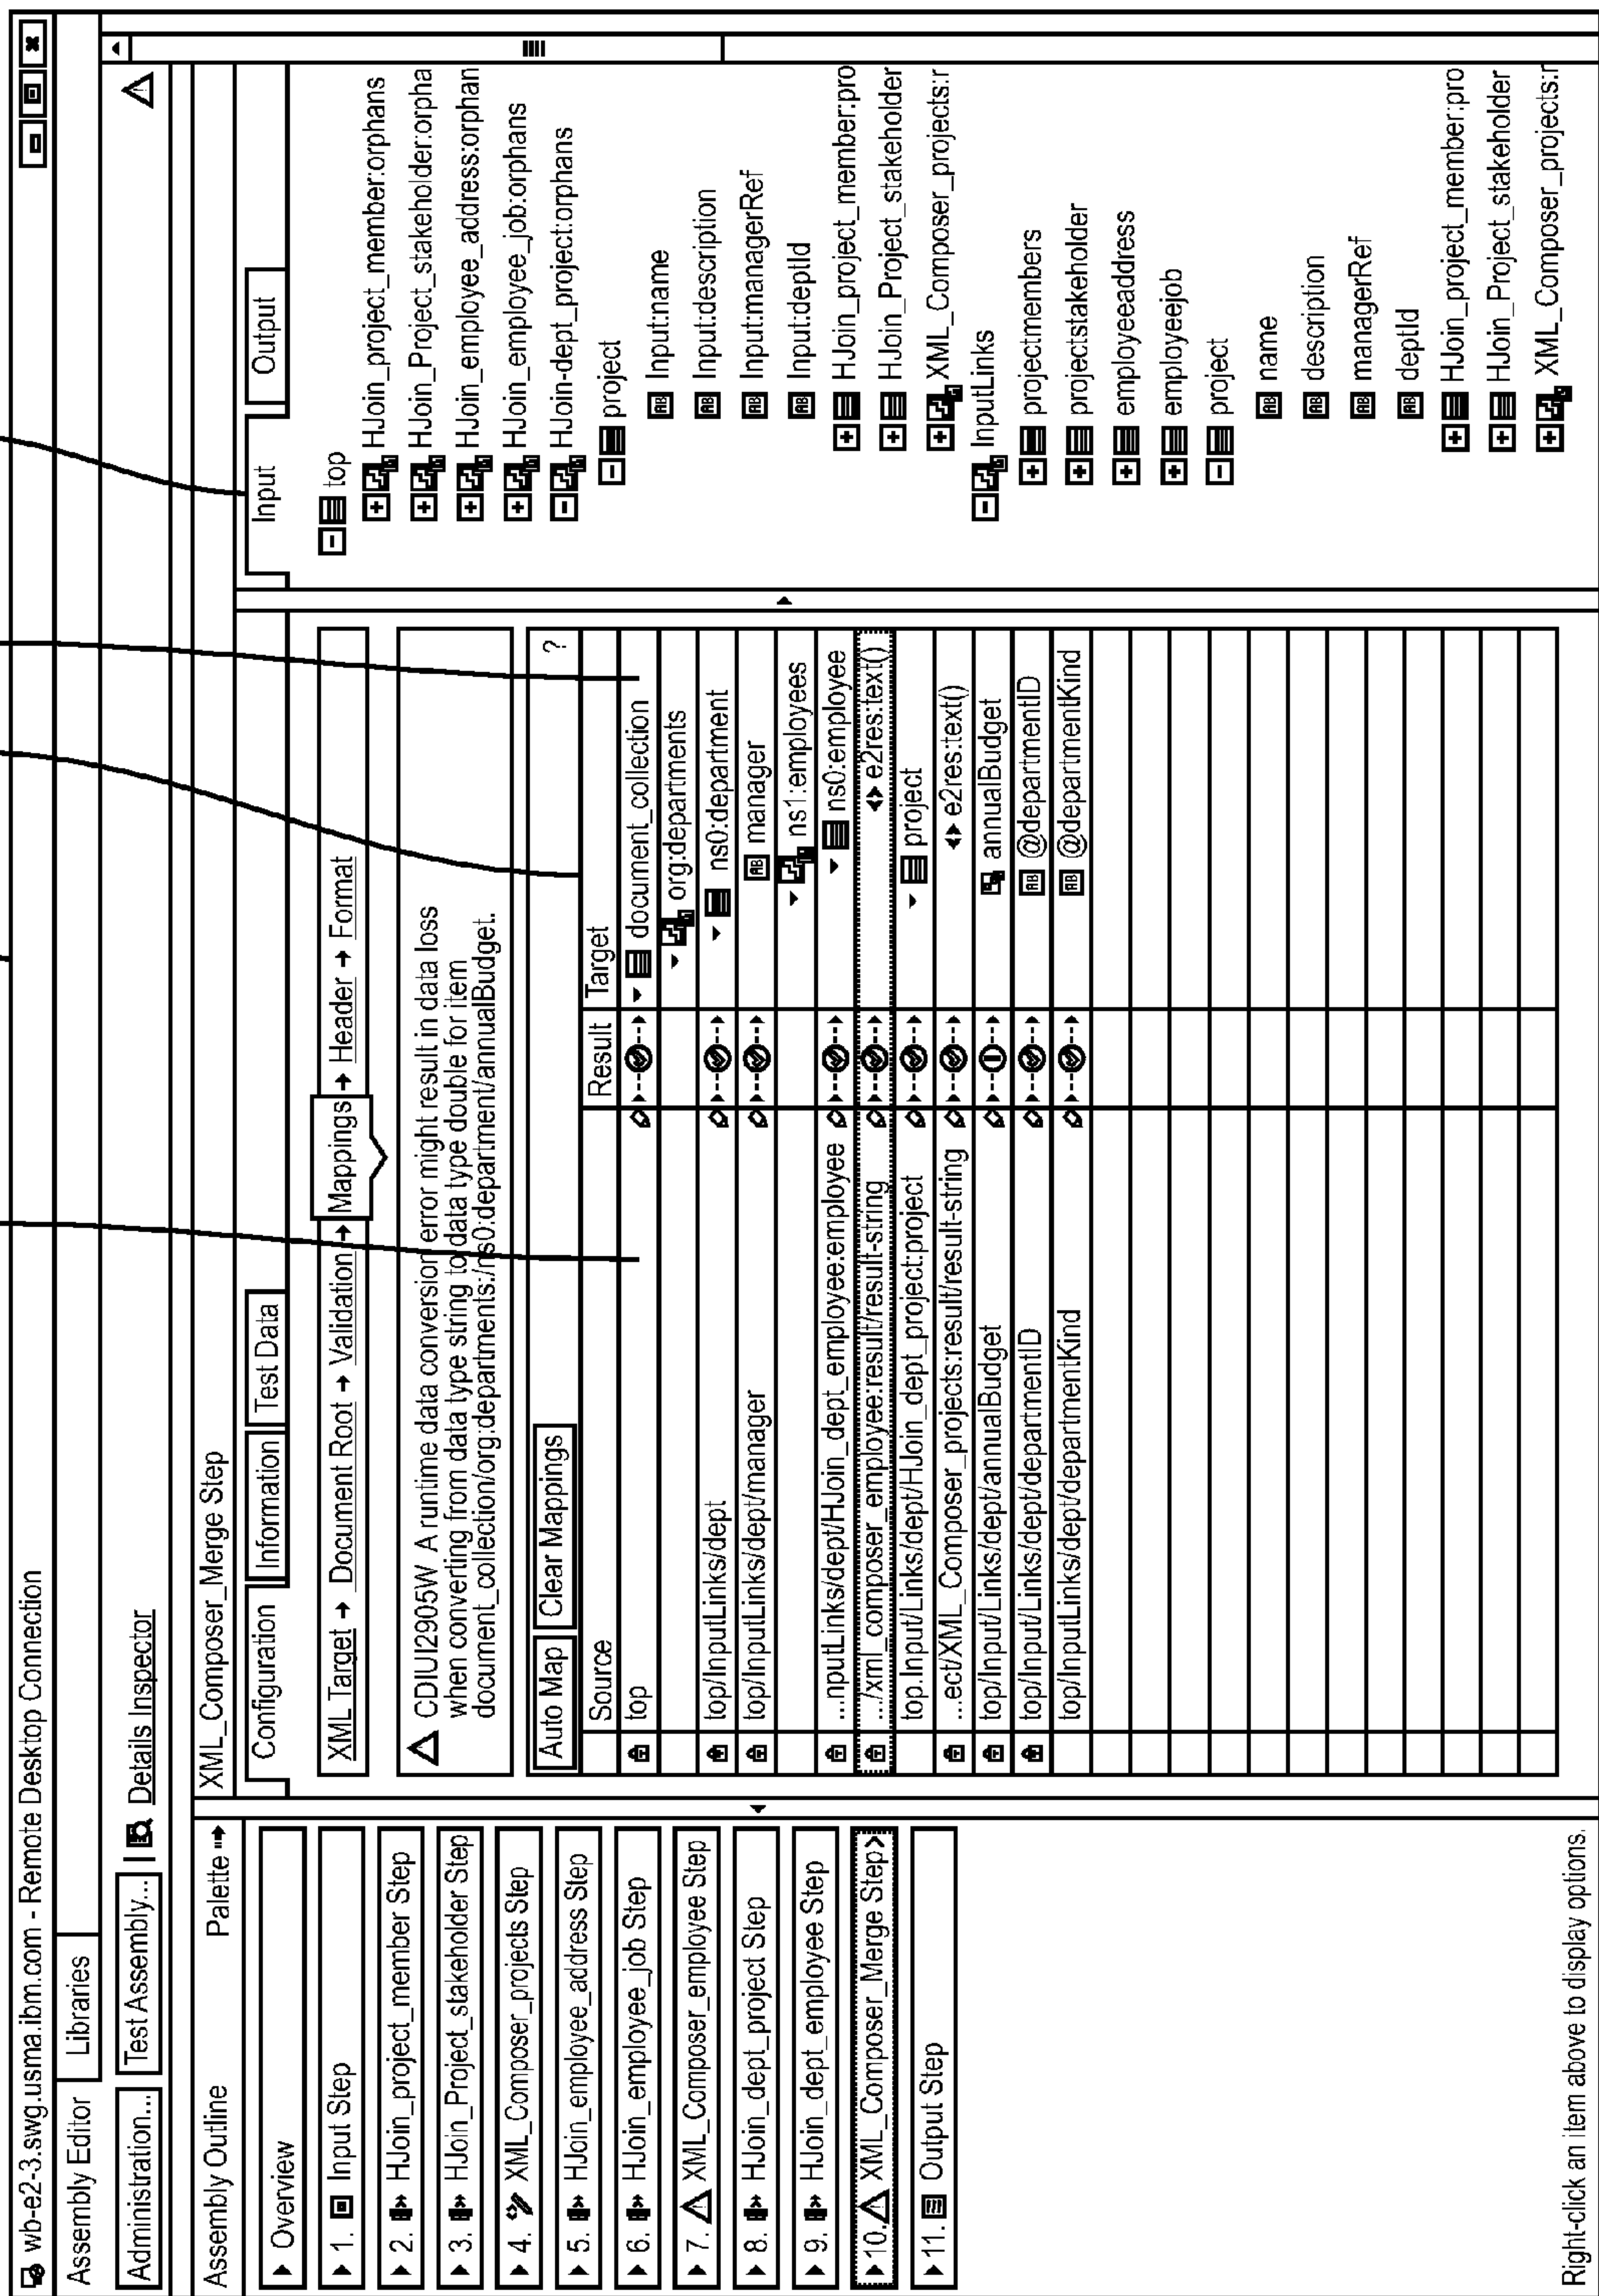 wb-e2-3.swg.usma.ibm.com - Remote Desktop Connection
Assembly Editor
Libraries
Administration...
Test Assembly...
Details Inspector
Assembly Outline
Palette
Overview
1. Input Step
2. HJoin_project_member Step
3. HJoin_Project_stakeholder Step
4. XML_Composer_projects Step
5. HJoin_employee_address Step
6. HJoin_employee_job Step
7. XML_Composer_employee Step
8. HJoin_dept_project Step
9. HJoin_dept_employee Step
10. XML_Composer_Merge Step>
11. Output Step
Right-click an item above to display options.
XML_Composer_Merge Step
Configuration
Information
Test Data
XML Target → Document Root → Validation → Mappings → Header → Format
CDIUI2905W A runtime data conversion error might result in data loss
when converting from data type string to data type double for item
document_collection/org:departments:/ns0:department/annualBudget.
Auto Map
Clear Mappings
?
Source Result Target
top document_collection
org:departments
top/InputLinks/dept ns0:department
top/InputLinks/dept/manager AB manager
ns1:employees
...nputLinks/dept/HJoin_dept_employee:employee ns0:employee
.../xml_composer_employee:result/result-string <> e2res:text()
top.Input/Links/dept/HJoin_dept_project:project project
...ect/XML_Composer_projects:result/result-string <> e2res:text()
top/Input/Links/dept/annualBudget annualBudget
top/Input/Links/dept/departmentID AB @departmentID
top/InputLinks/dept/departmentKind AB @departmentKind
Input
Output
top
HJoin_project_member:orphans
HJoin_Project_stakeholder:orpha
HJoin_employee_address:orphan
HJoin_employee_job:orphans
HJoin-dept_project:orphans
project
AB Input:name
AB Input:description
AB Input:managerRef
AB Input:deptId
HJoin_project_member:pro
HJoin_Project_stakeholder
XML_Composer_projects:r
InputLinks
projectmembers
projectstakeholder
employeeaddress
employeejob
project
AB name
AB description
AB managerRef
AB deptId
HJoin_project_member:pro
HJoin_Project_stakeholder
XML_Composer_projects:r